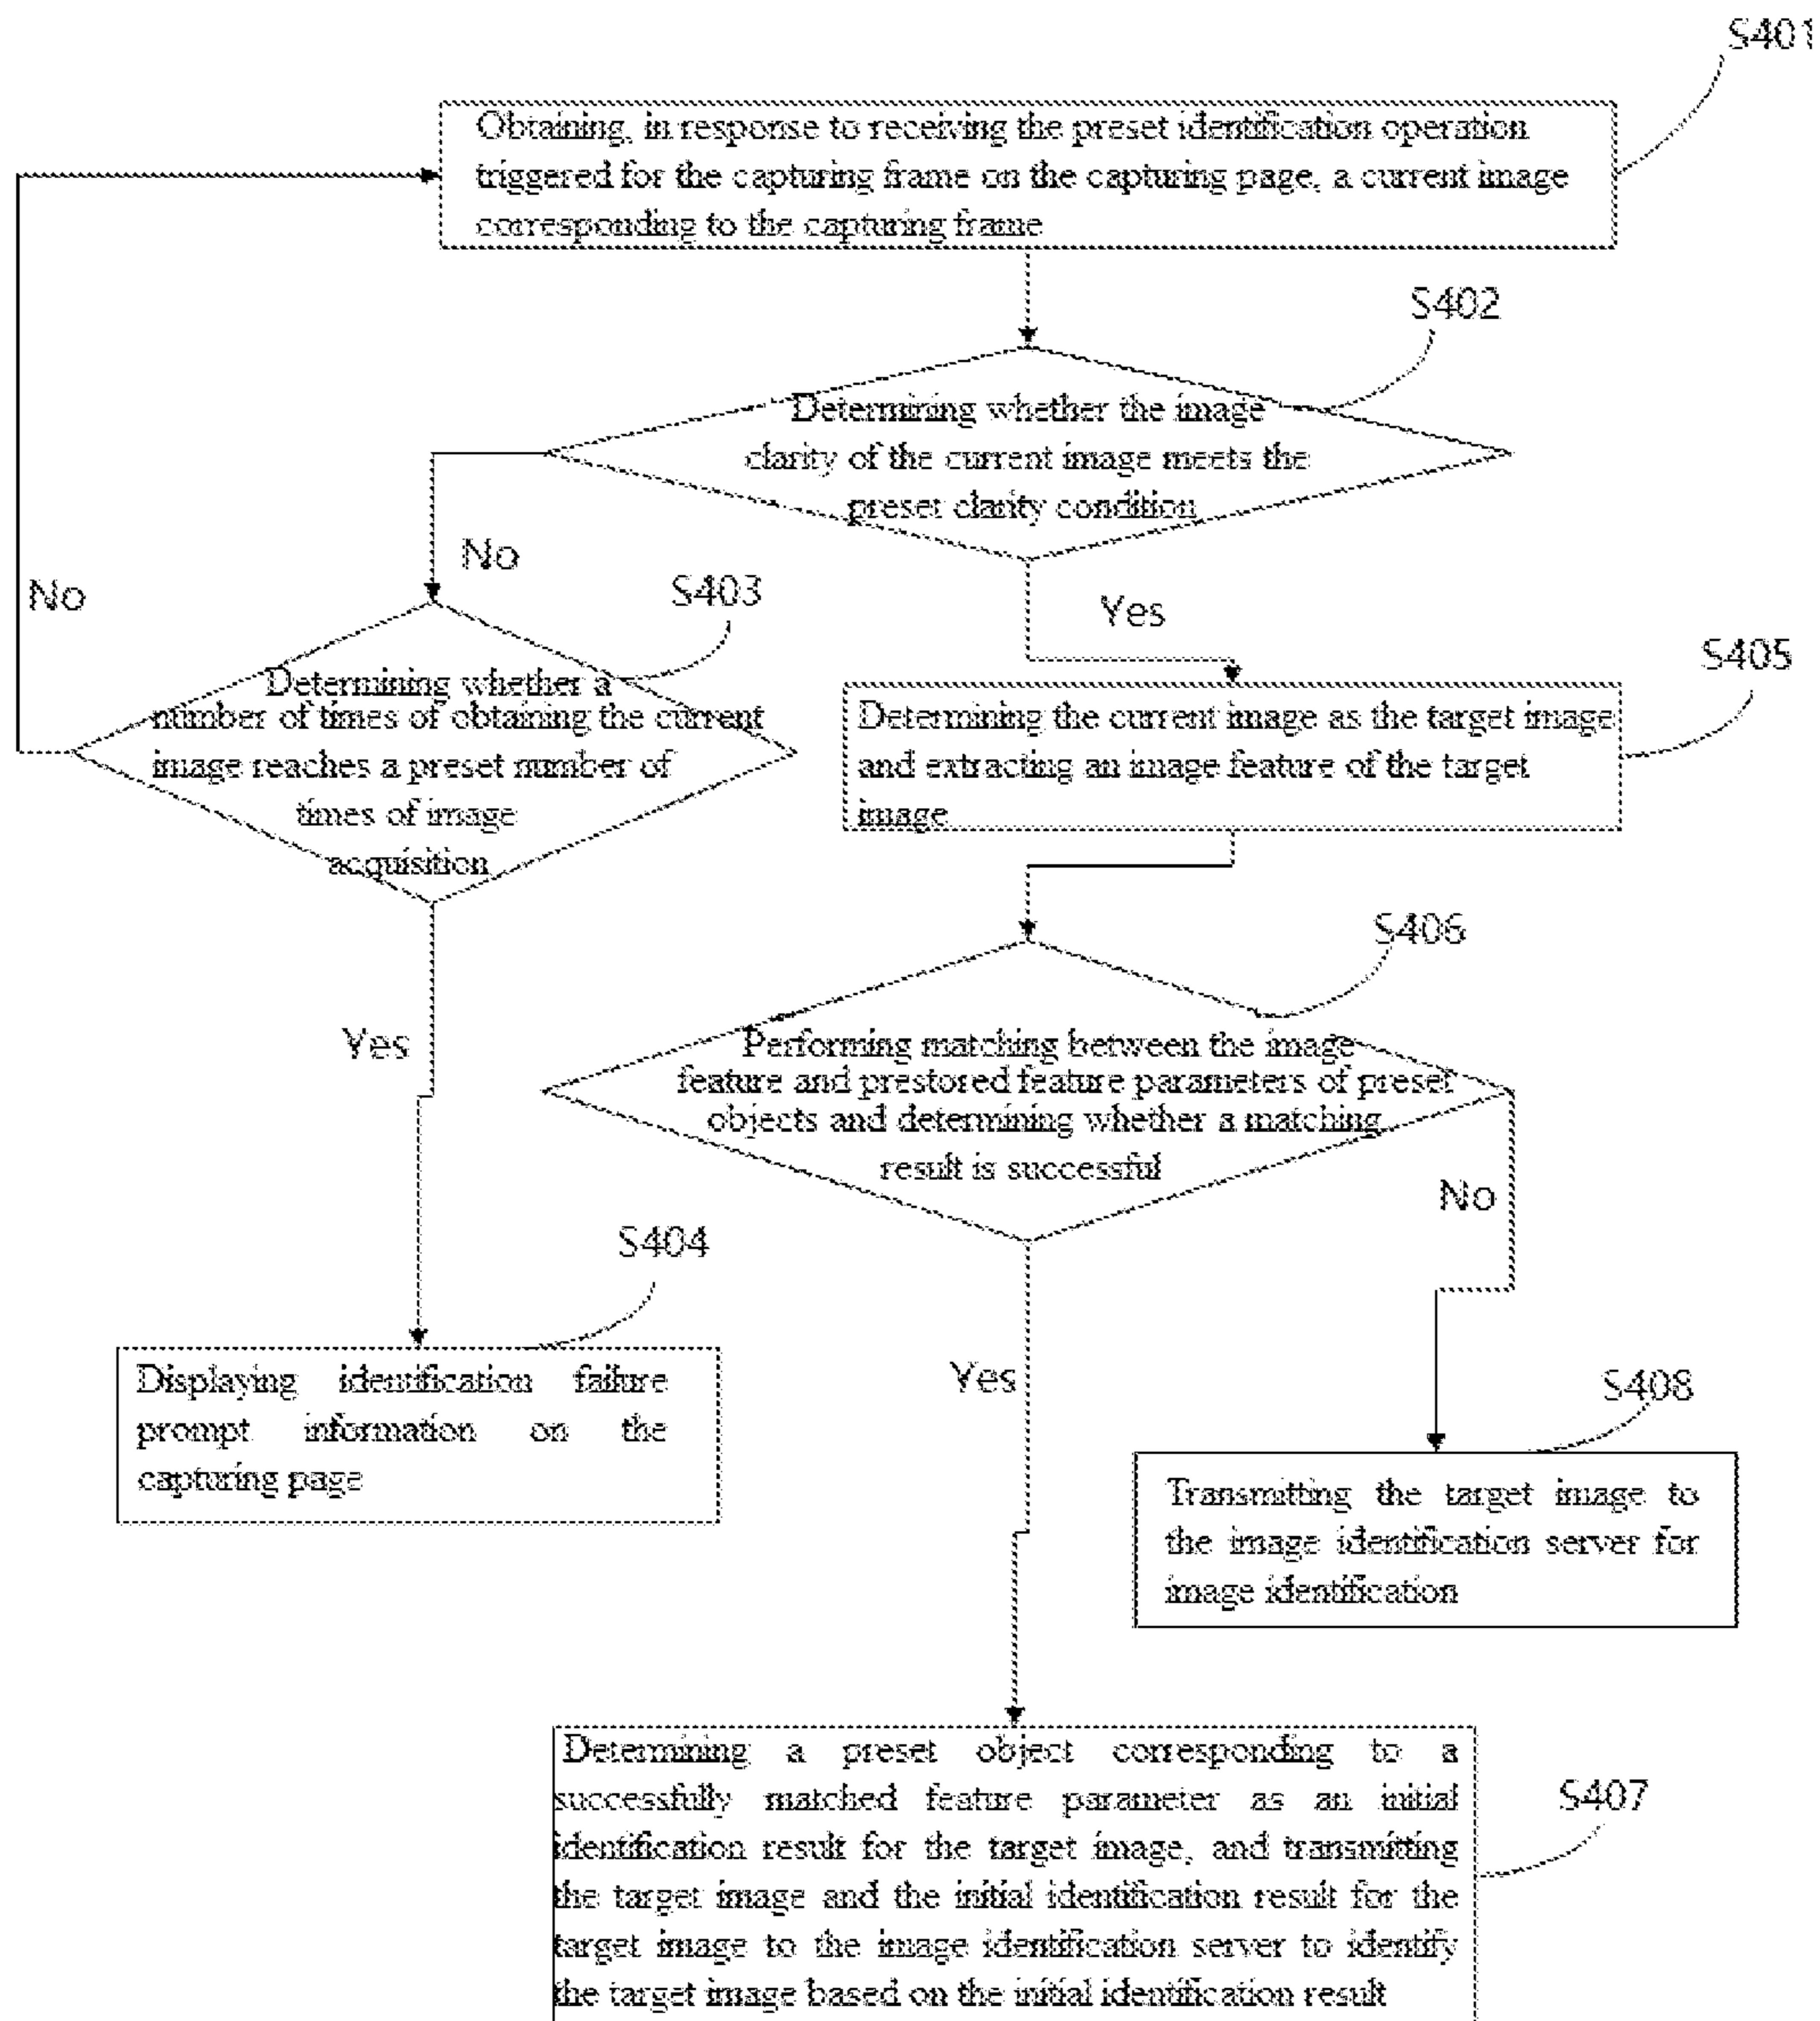 S401
Obtaining, in response to receiving the preset identification operation
triggered for the capturing frame on the capturing page, a current image
corresponding to the capturing frame
S402
Determining whether the image
clarity of the current image meets the
preset clarity condition
No
No
S403
Yes
Determining whether a
number of times of obtaining the current
image reaches a preset number of
times of image
acquisition
S405
Determining the current image as the target image
and extracting an image feature of the target
image
S406
Yes
Performing matching between the image
feature and prestored feature parameters of preset
objects and determining whether a matching
result is successful
No
S404
Displaying identification failure
prompt information on the
capturing page
Yes
S408
Transmitting the target image to
the image identification server for
image identification
Determining a preset object corresponding to a
successfully matched feature parameter as an initial
identification result for the target image, and transmitting
the target image and the initial identification result for the
target image to the image identification server to identify
the target image based on the initial identification result
S407